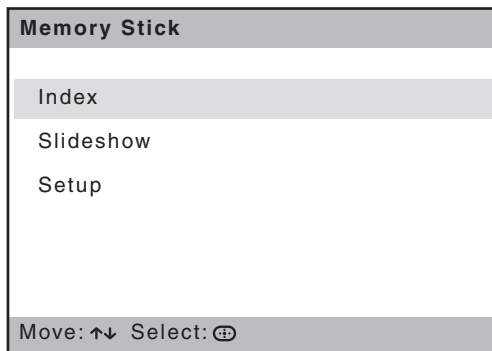 Memory Stick
Index
Slideshow
Setup
Move: ↑↓ Select: